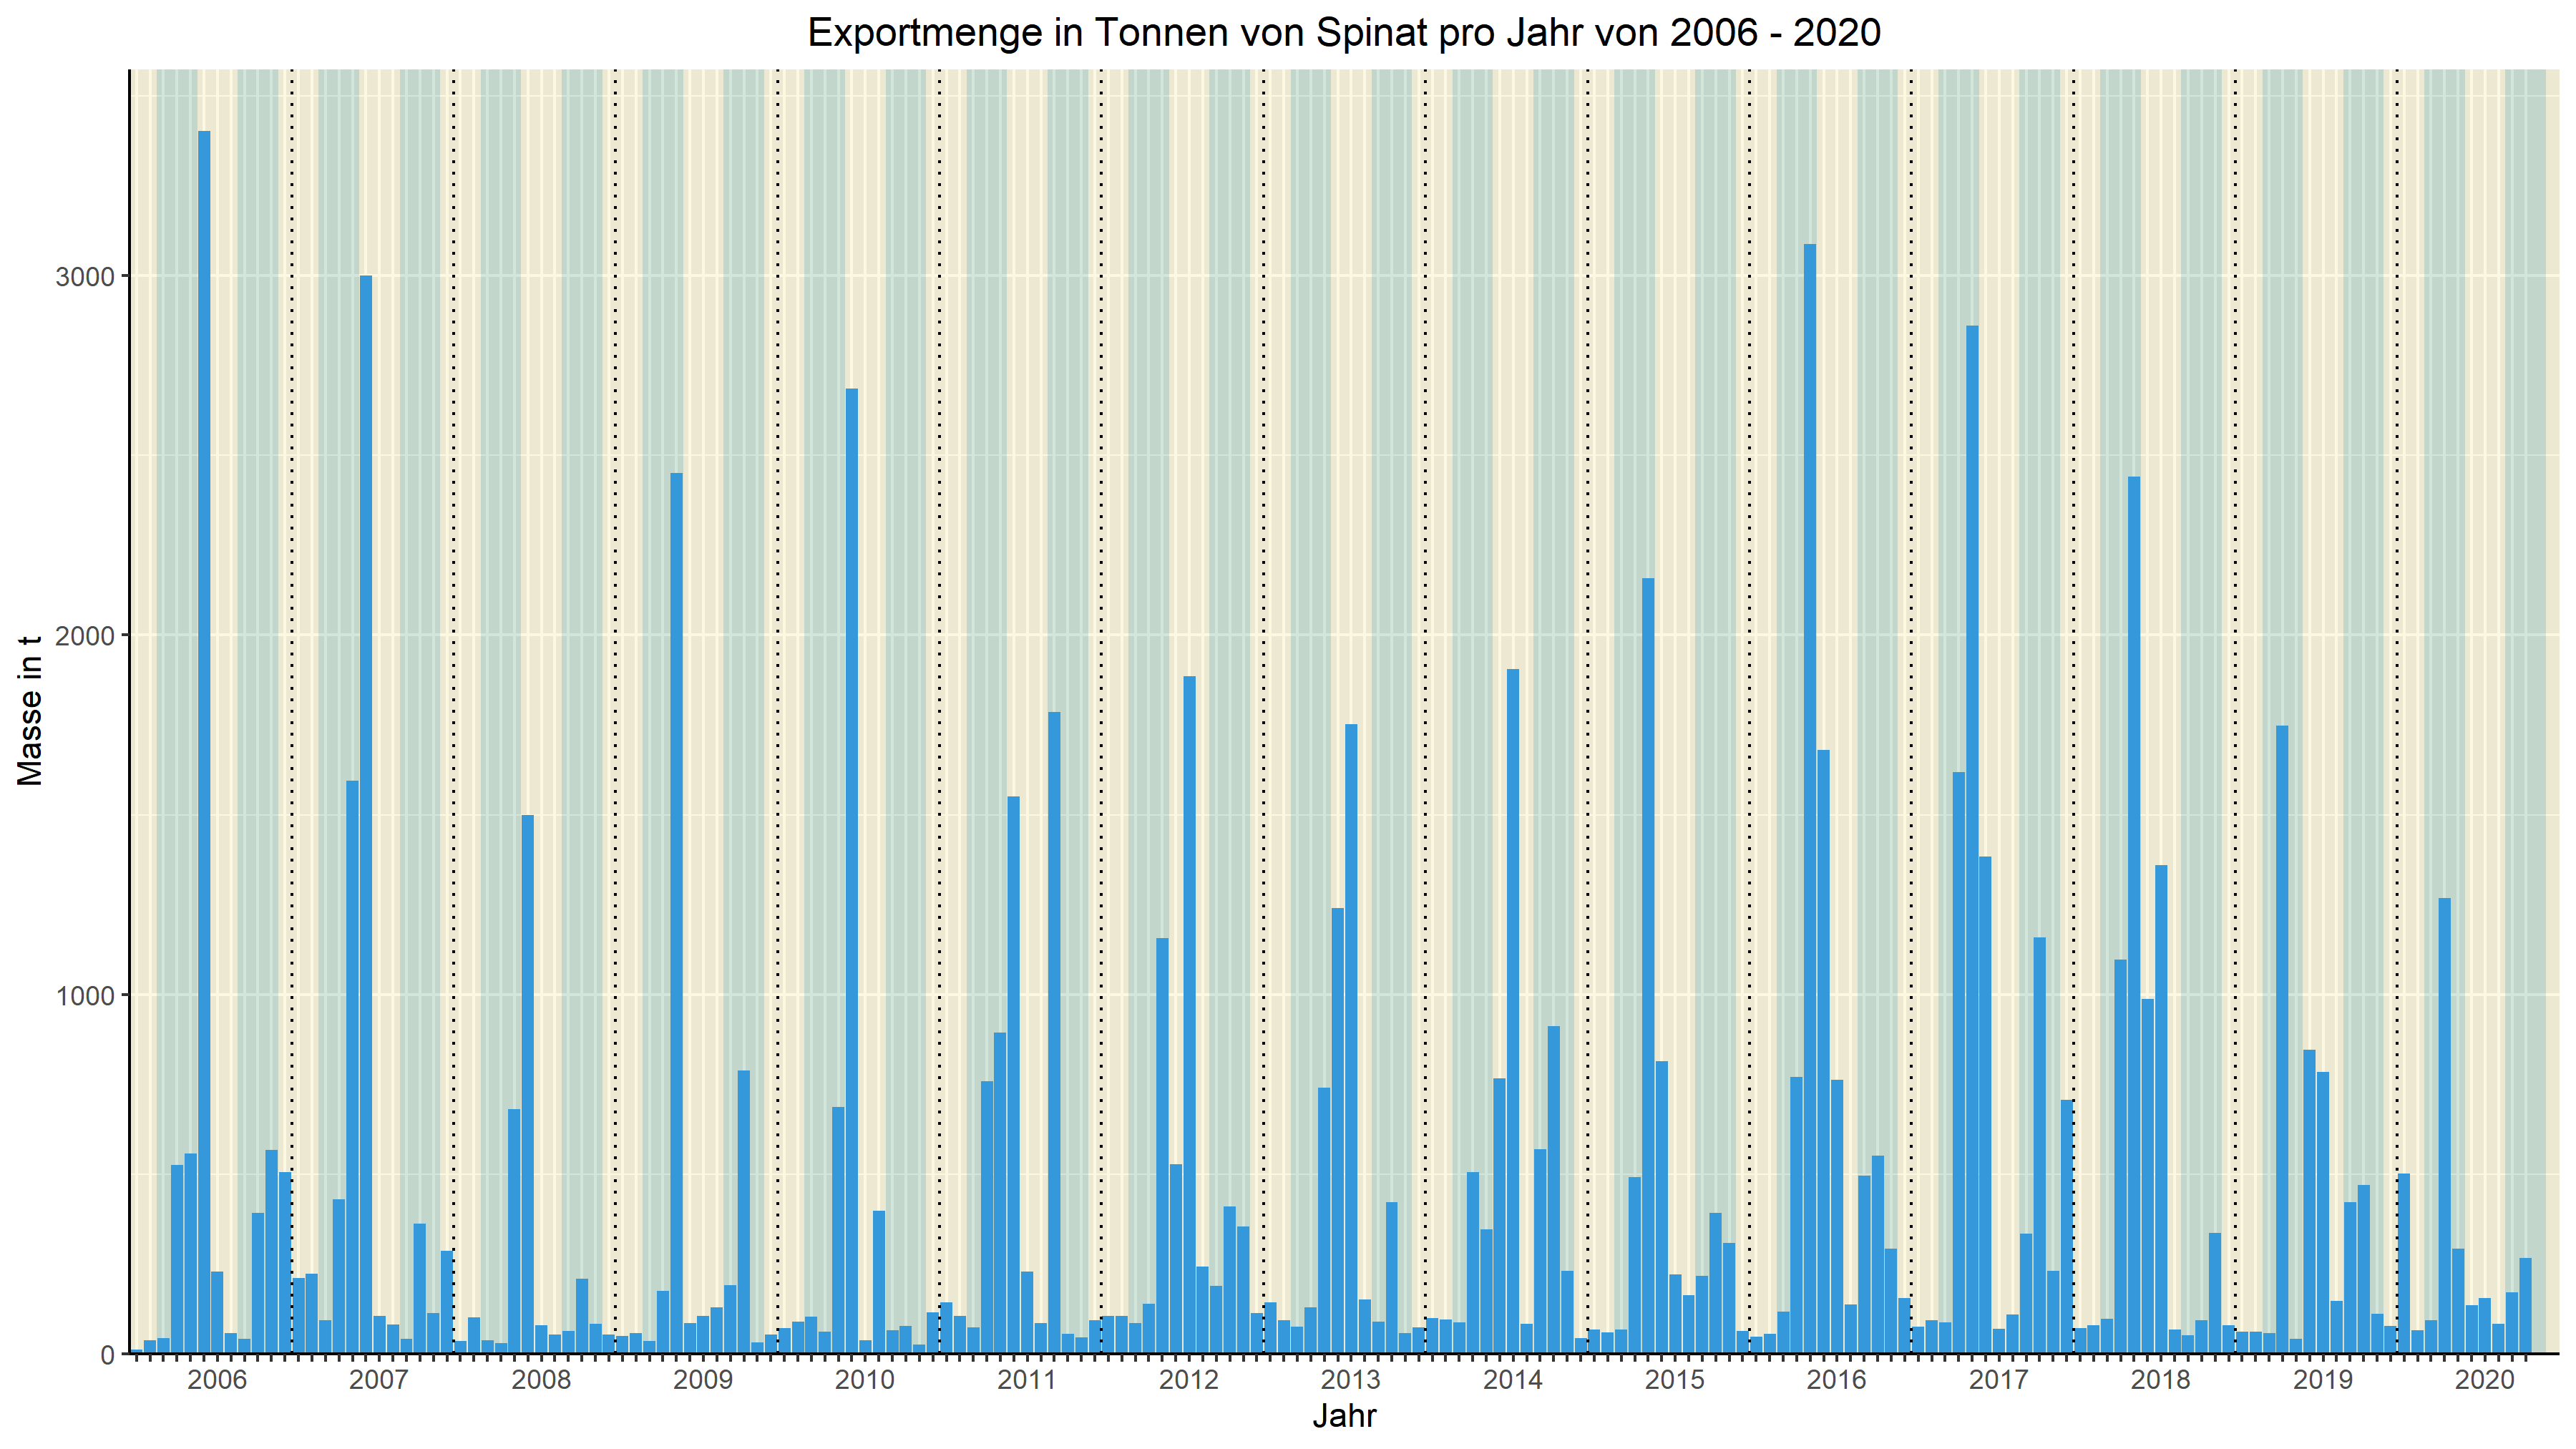 Exportmenge in Tonnen von Spinat pro Jahr von 2006 - 2020
Masse in t
3000
2000
1000
0
2006 2007 2008 2009 2010 2011 2012 2013 2014 2015 2016 2017 2018 2019 2020
Jahr